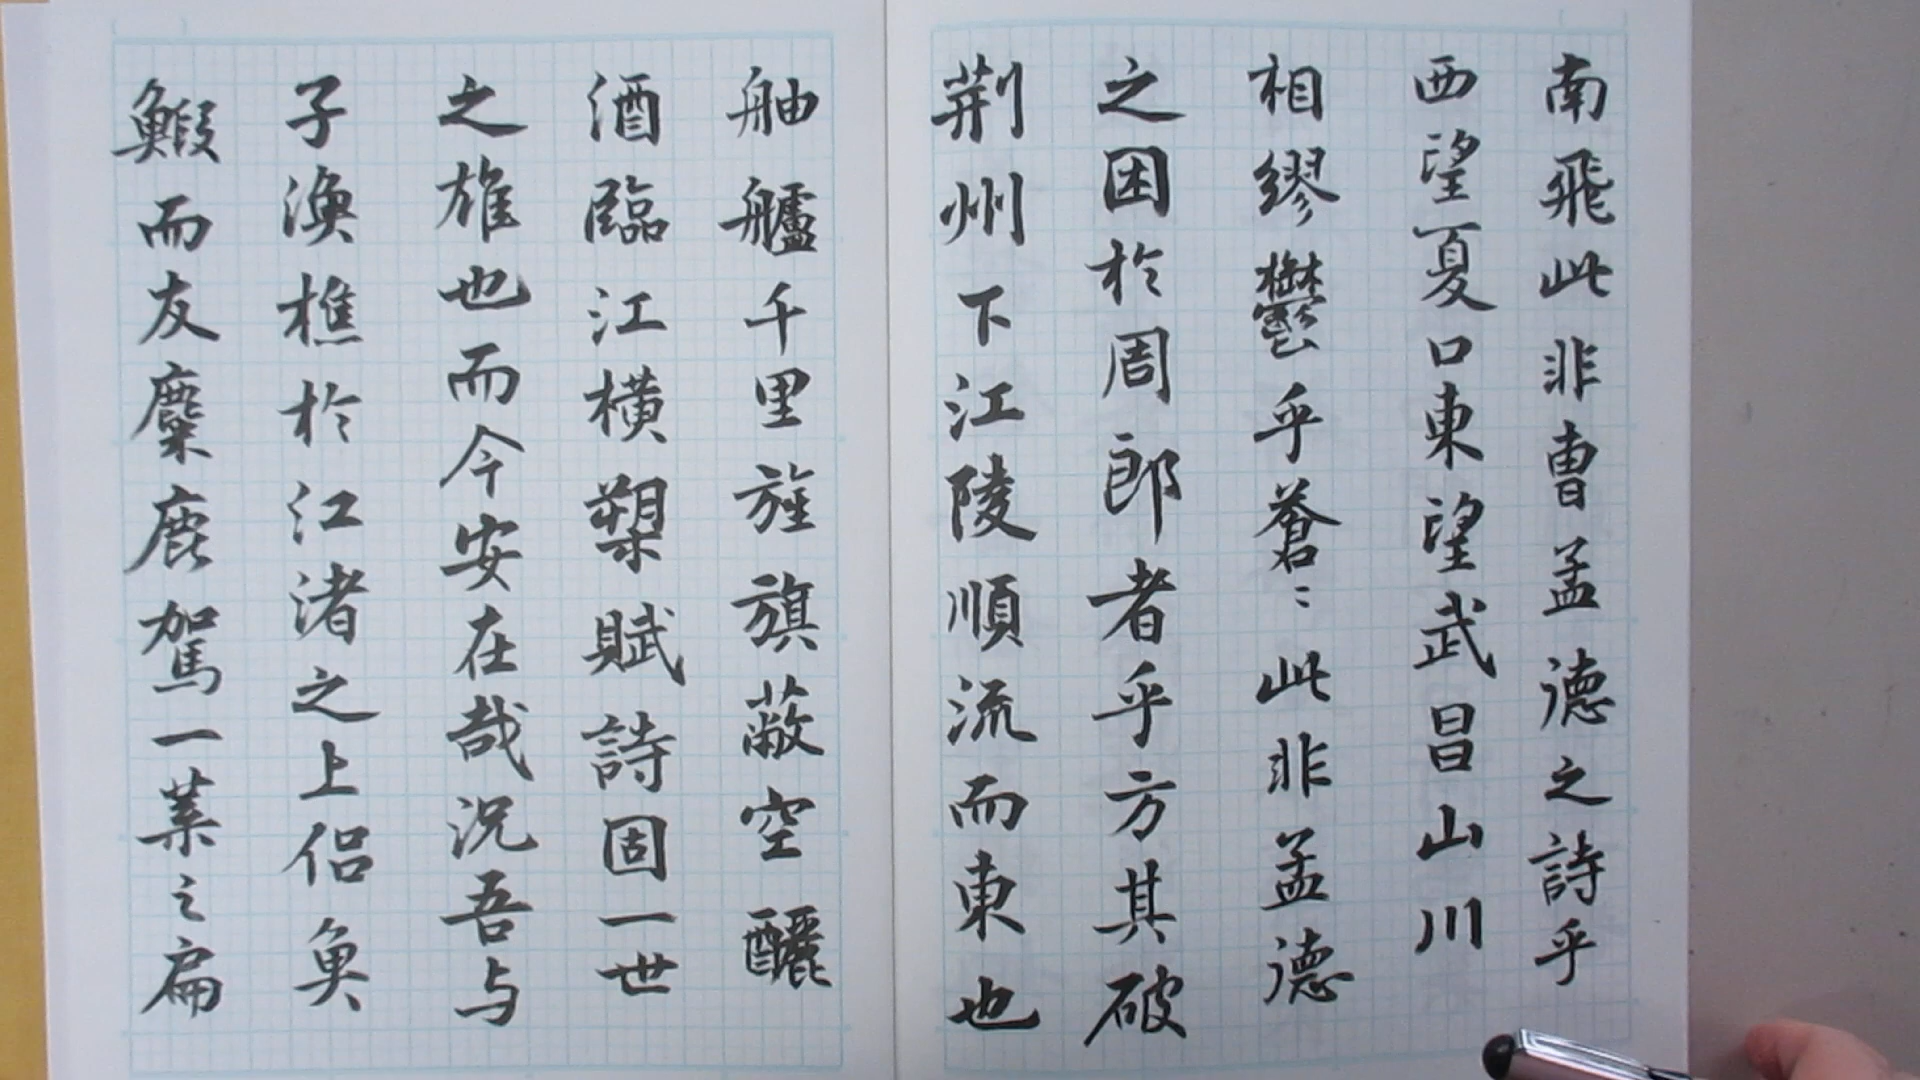 南飛此非曹孟德之詩乎
西望夏口東望武昌山川
相繆鬱乎蒼〻此非孟德
之困於周郎者乎方其破
荆州下江陵順流而東也
舳艫千里旌旗蔽空釃
酒臨江横槊賦詩固一世
之雄也而今安在哉況吾与
子漁樵於江渚之上侶魚
鰕而友麋鹿駕一葉之扁